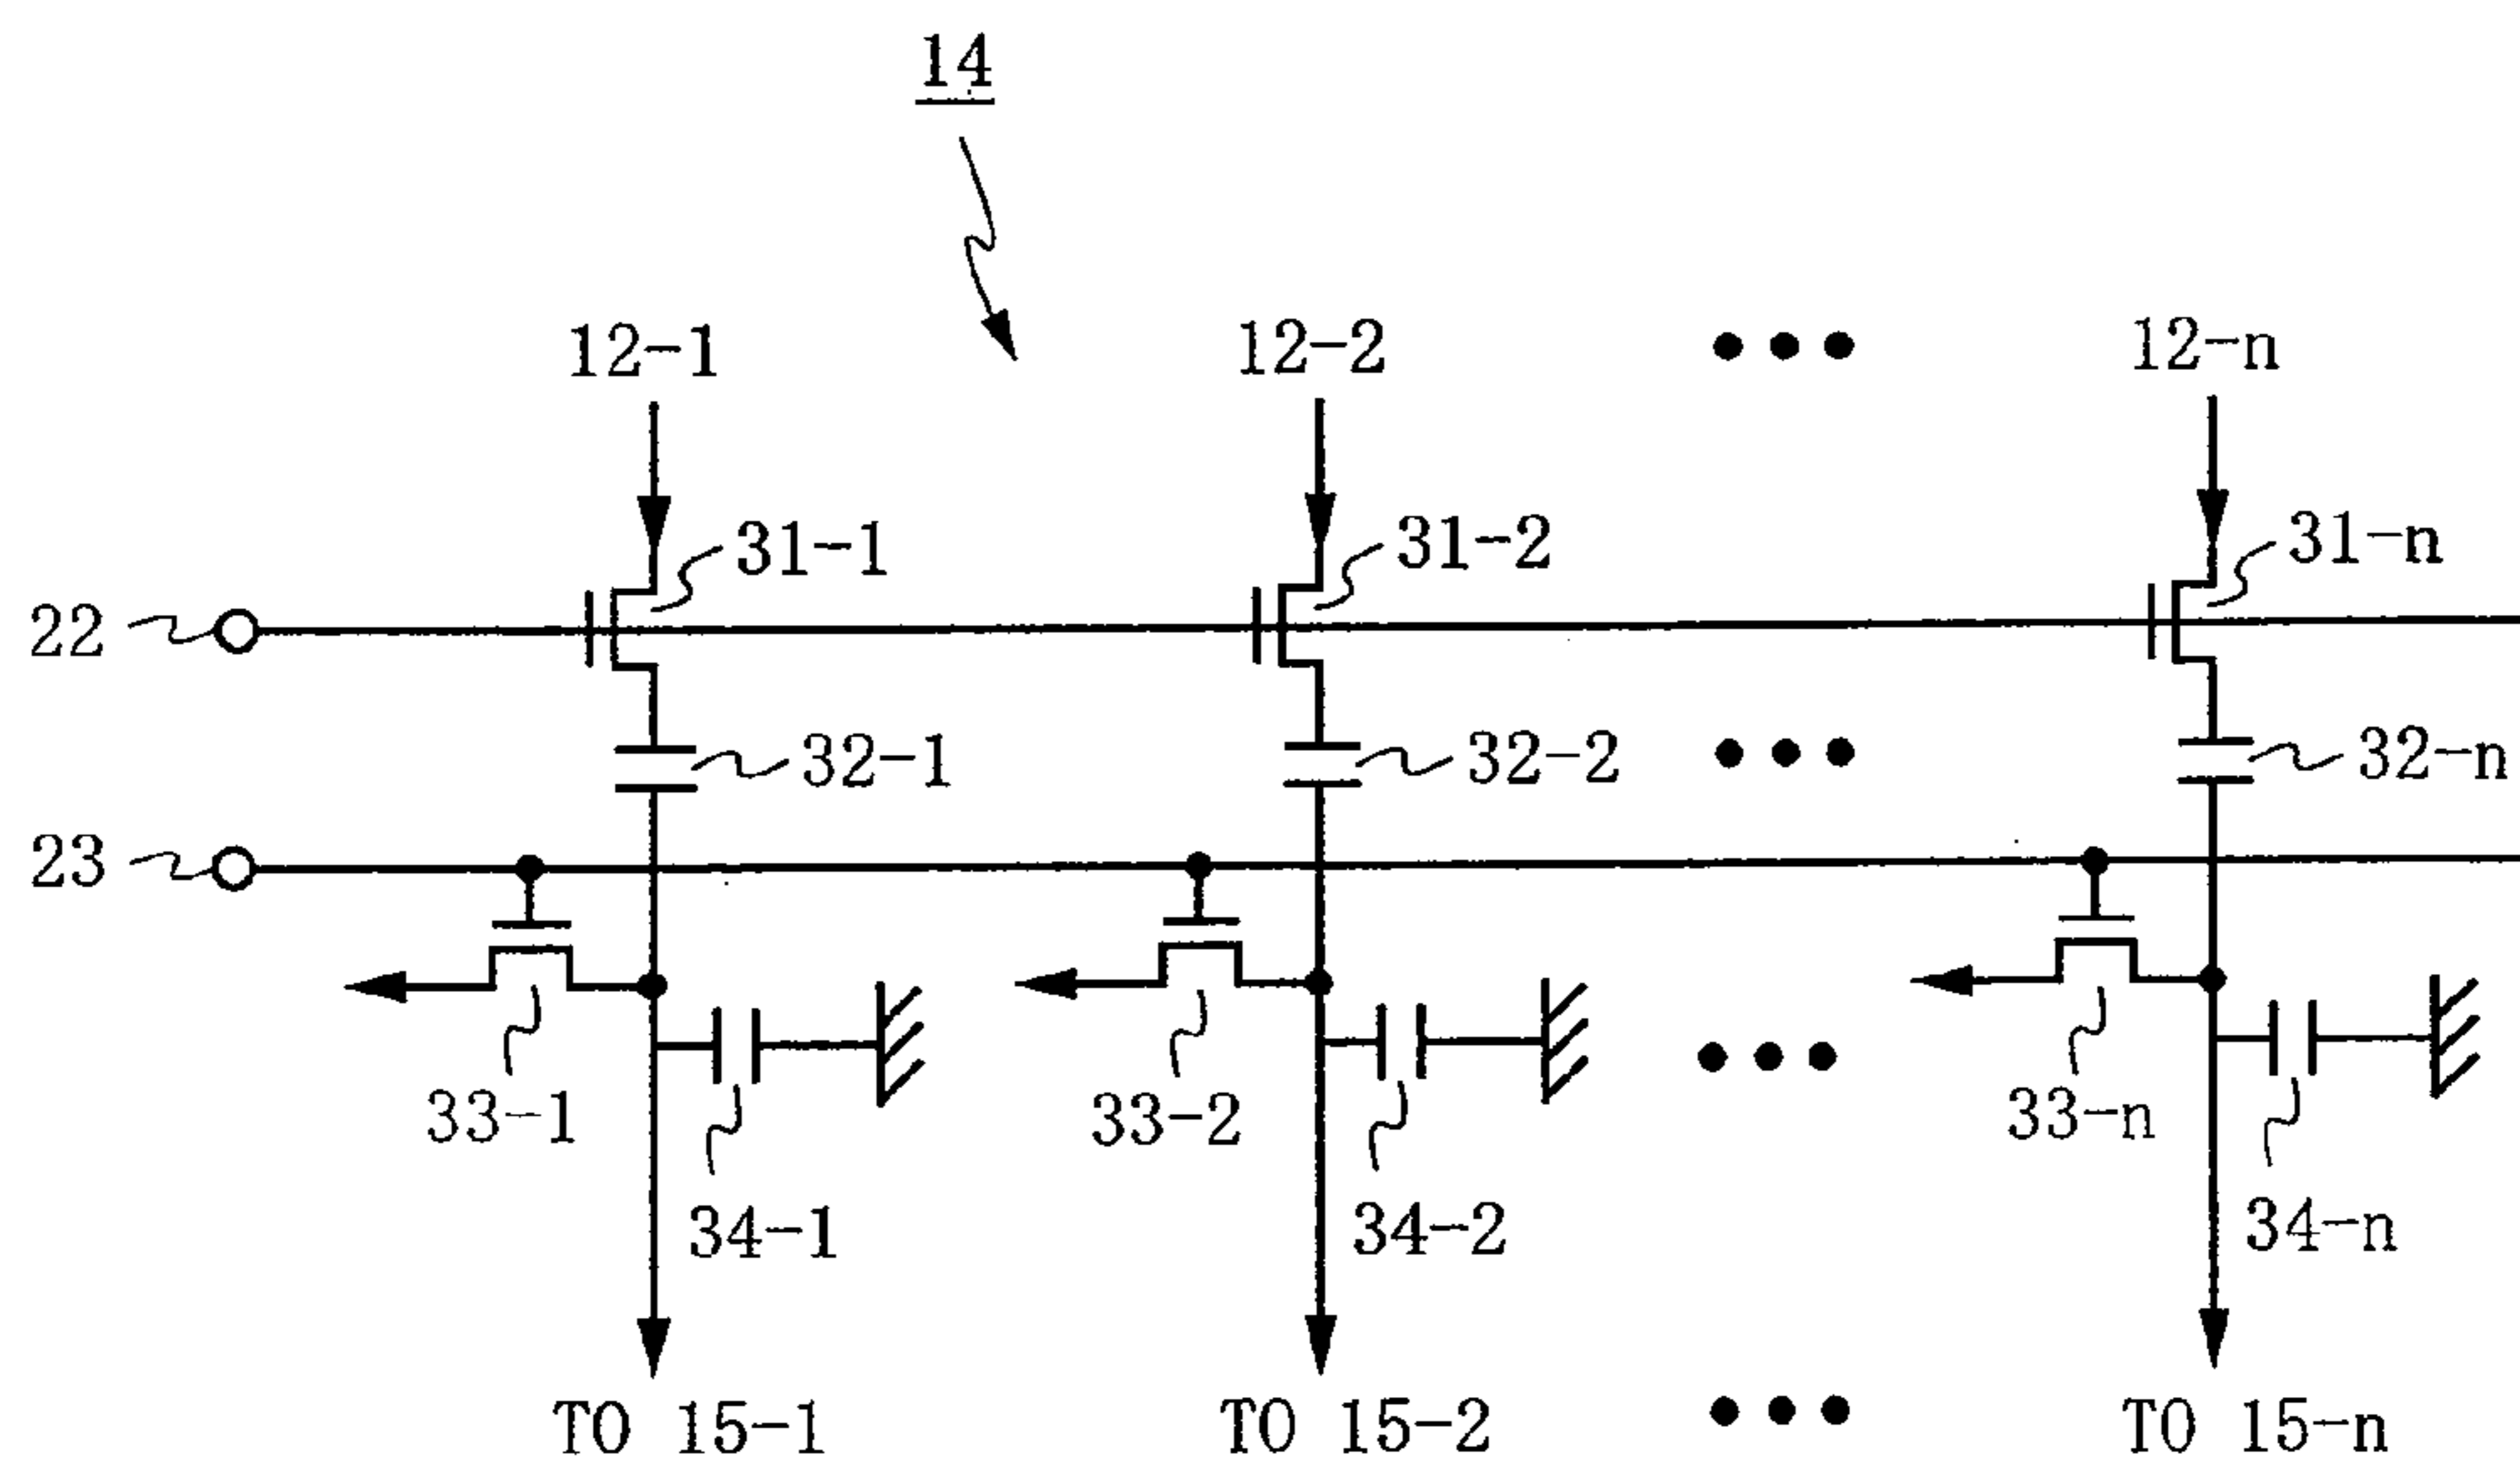 14
12-1 12-2 ••• 12-n
31-1 31-2 31-n
22
32-1 32-2 ••• 32-n
23
33-1 33-2 ••• 33-n
34-1 34-2 34-n
TO 15-1 TO 15-2 ••• TO 15-n